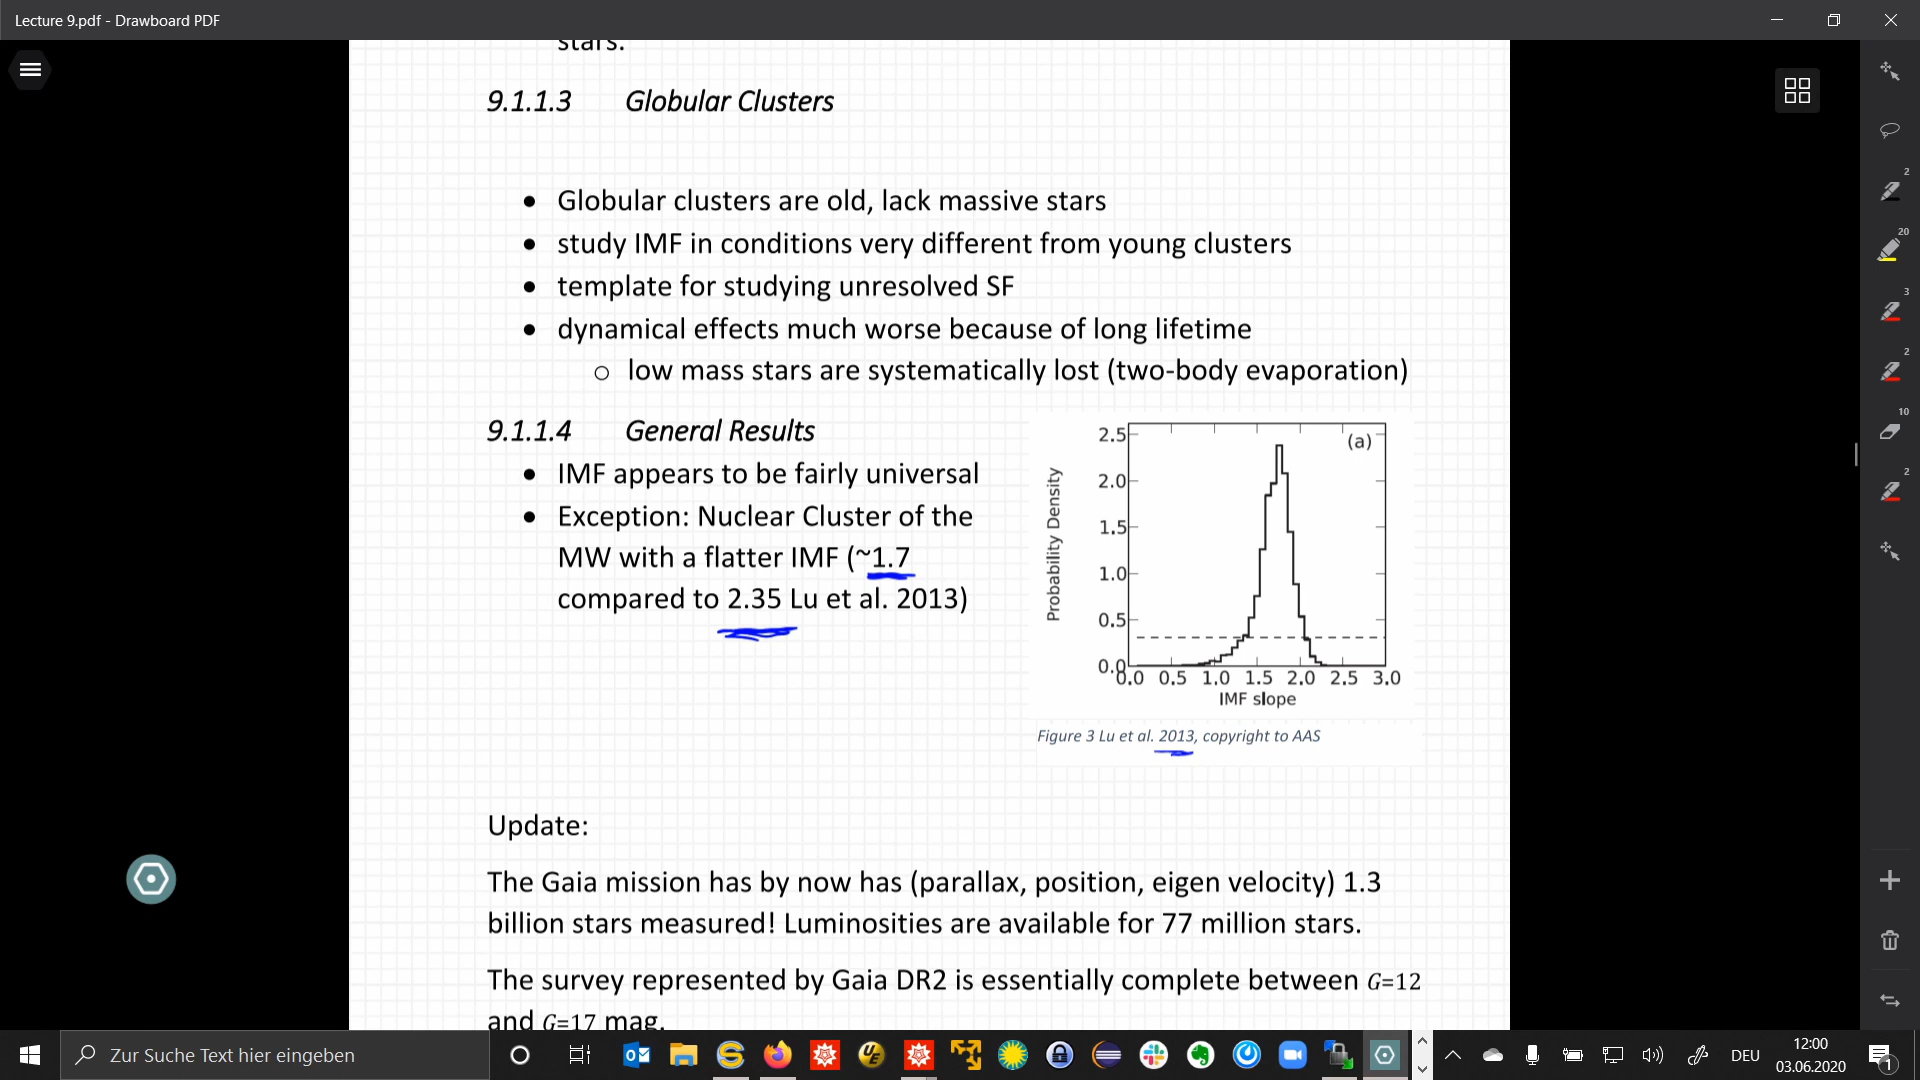 Lecture 9.pdf - Drawboard PDF
stars.
9.1.1.3 Globular Clusters
• Globular clusters are old, lack massive stars
• study IMF in conditions very different from young clusters
• template for studying unresolved SF
• dynamical effects much worse because of long lifetime
o low mass stars are systematically lost (two-body evaporation)
9.1.1.4 General Results
• IMF appears to be fairly universal
• Exception: Nuclear Cluster of the
MW with a flatter IMF (~1.7
compared to 2.35 Lu et al. 2013)
(a)
Probability Density
2.5
2.0
1.5
1.0
0.5
0.0
0.0 0.5 1.0 1.5 2.0 2.5 3.0
IMF slope
Figure 3 Lu et al. 2013, copyright to AAS
Update:
The Gaia mission has by now has (parallax, position, eigen velocity) 1.3
billion stars measured! Luminosities are available for 77 million stars.
The survey represented by Gaia DR2 is essentially complete between G=12
and G=17 mag.
2
20
3
2
10
2
Zur Suche Text hier eingeben
DEU
12:00
03.06.2020
1